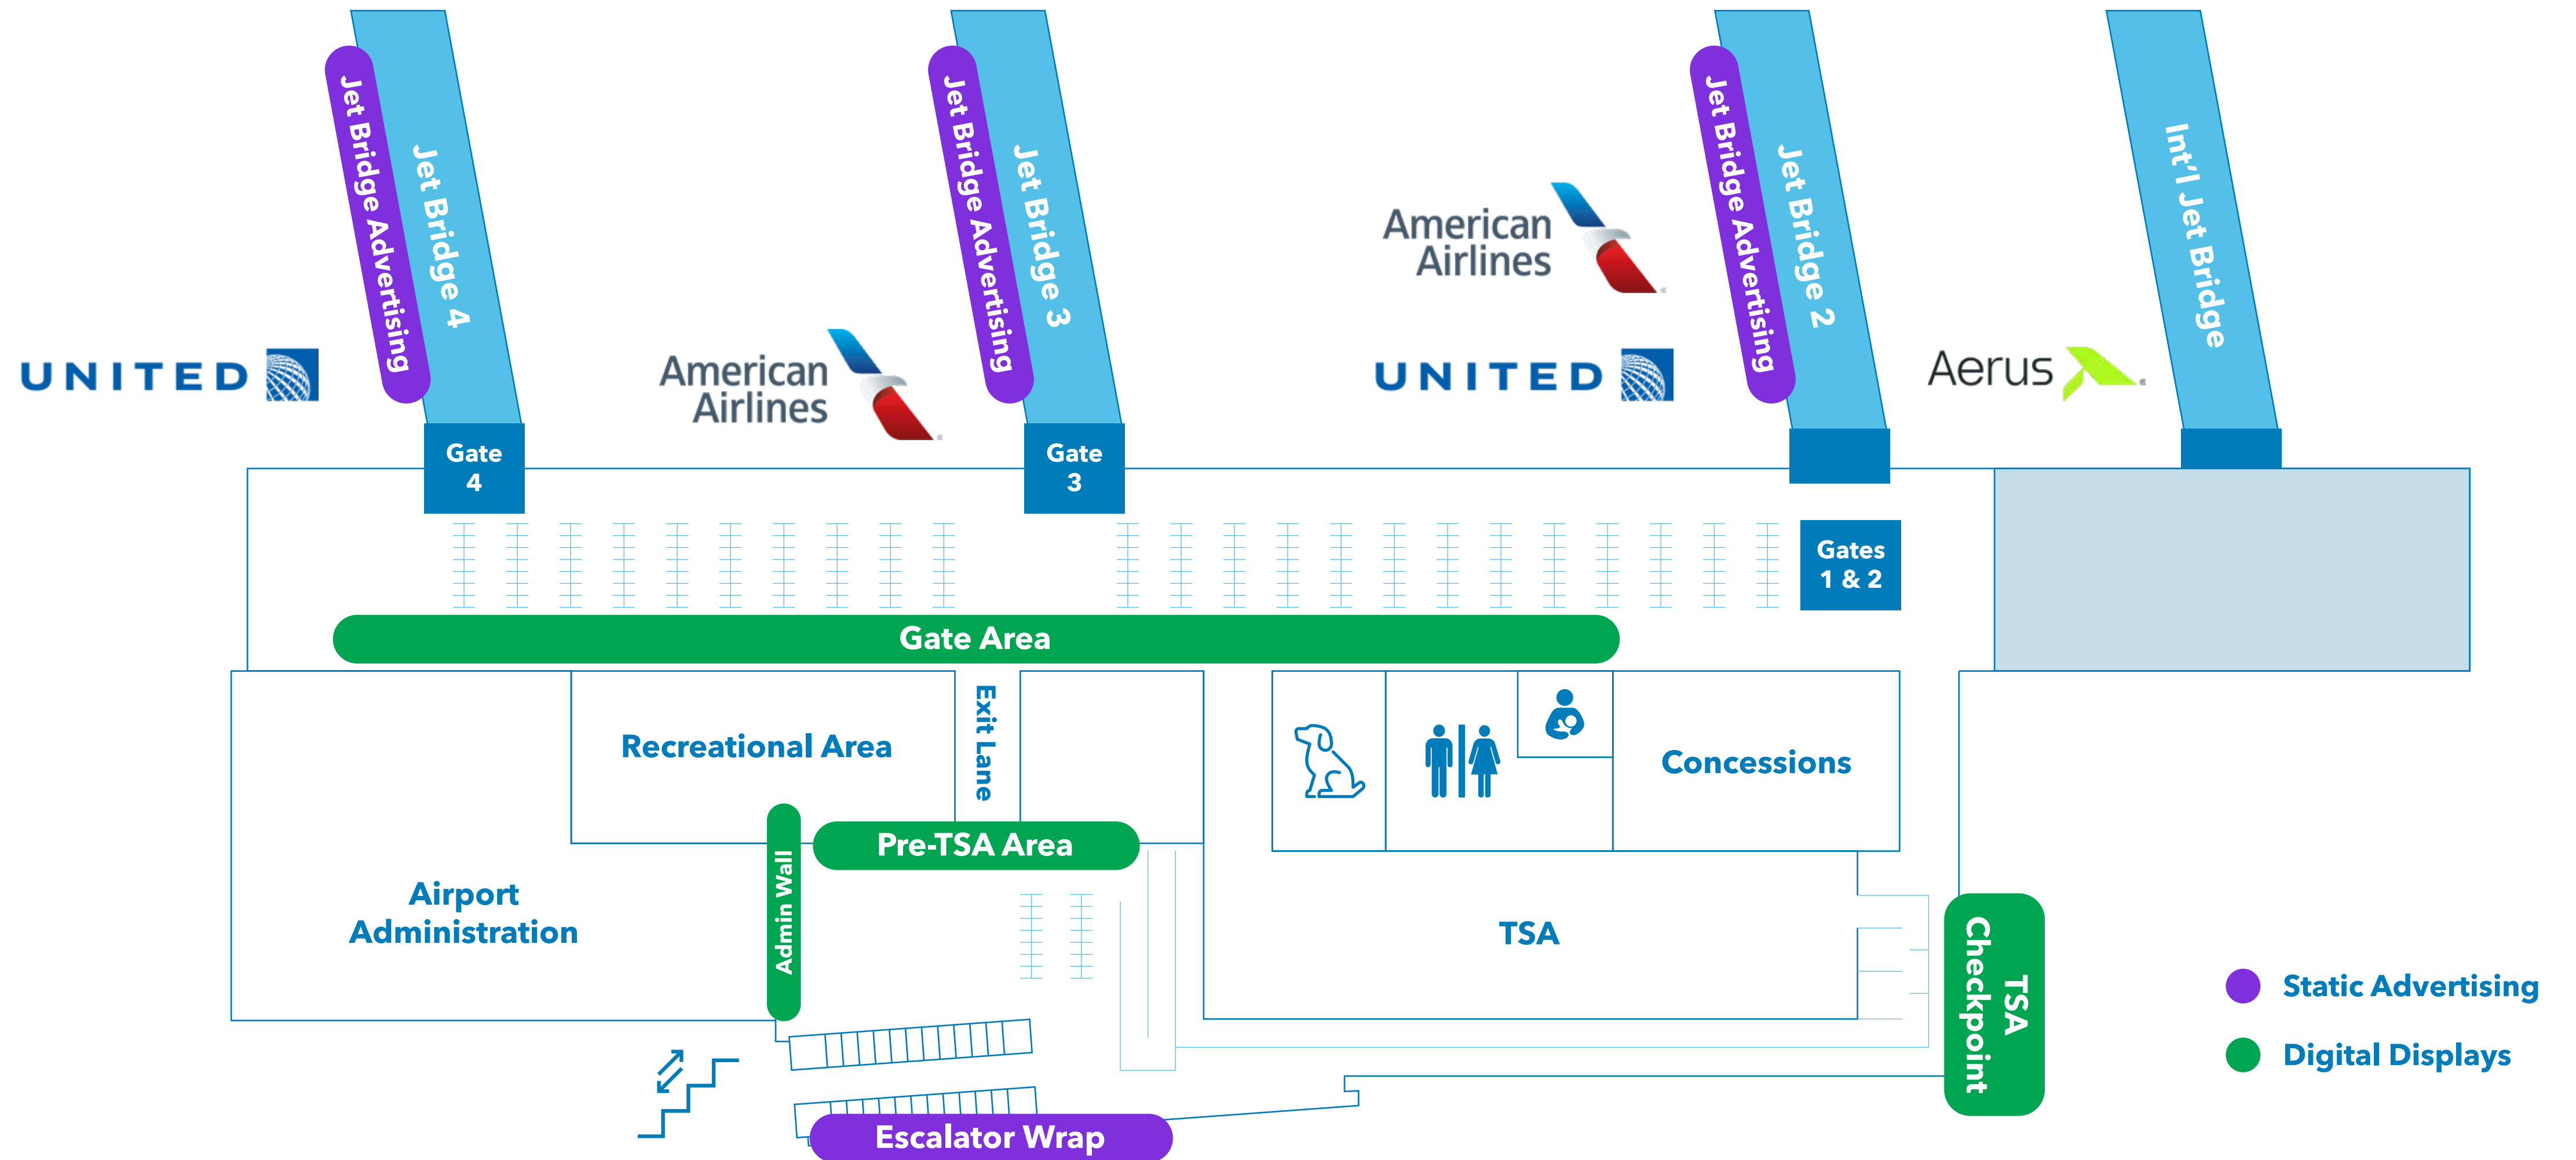 Jet Bridge Advertising
Jet Bridge 4
Jet Bridge Advertising
Jet Bridge 3
Jet Bridge Advertising
Jet Bridge 2
Int'l Jet Bridge
UNITED
American
Airlines
American
Airlines
UNITED
Aerus
Gate
4
Gate
3
Gates
1 & 2
Gate Area
Recreational Area
Exit Lane
Concessions
Pre-TSA Area
Admin Wall
Airport
Administration
TSA
TSA
Checkpoint
Static Advertising
Digital Displays
Escalator Wrap